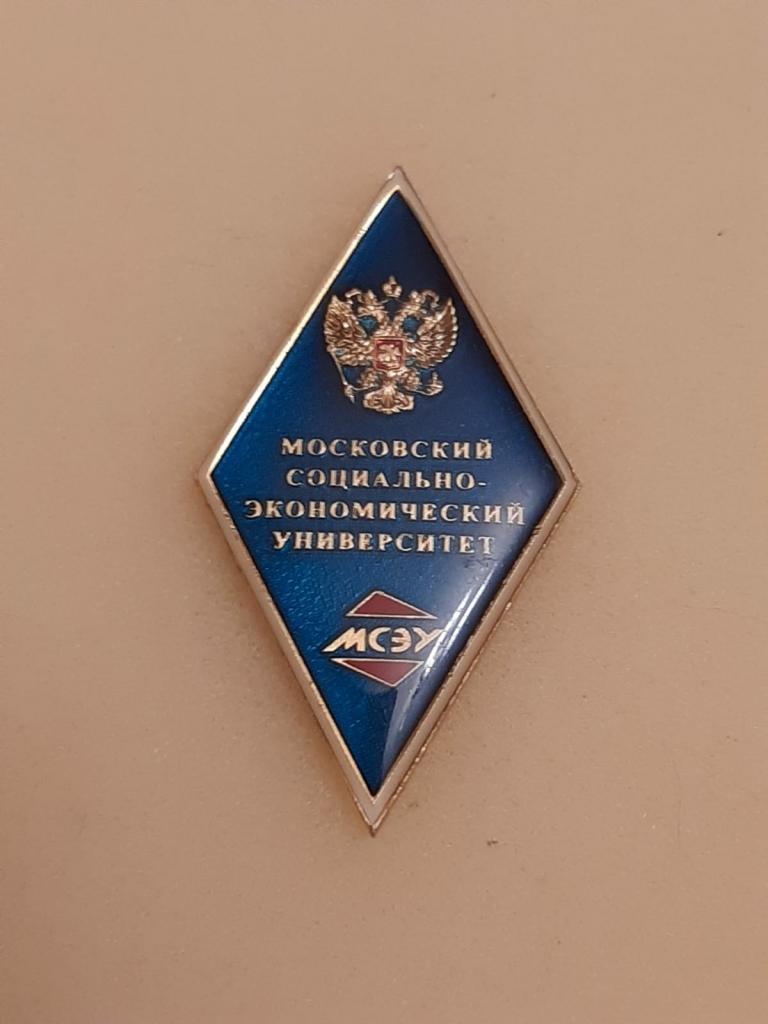 МОСКОВСКИЙ
СОЦИАЛЬНО-
ЭКОНОМИЧЕСКИЙ
УНИВЕРСИТЕТ
МСЭУ